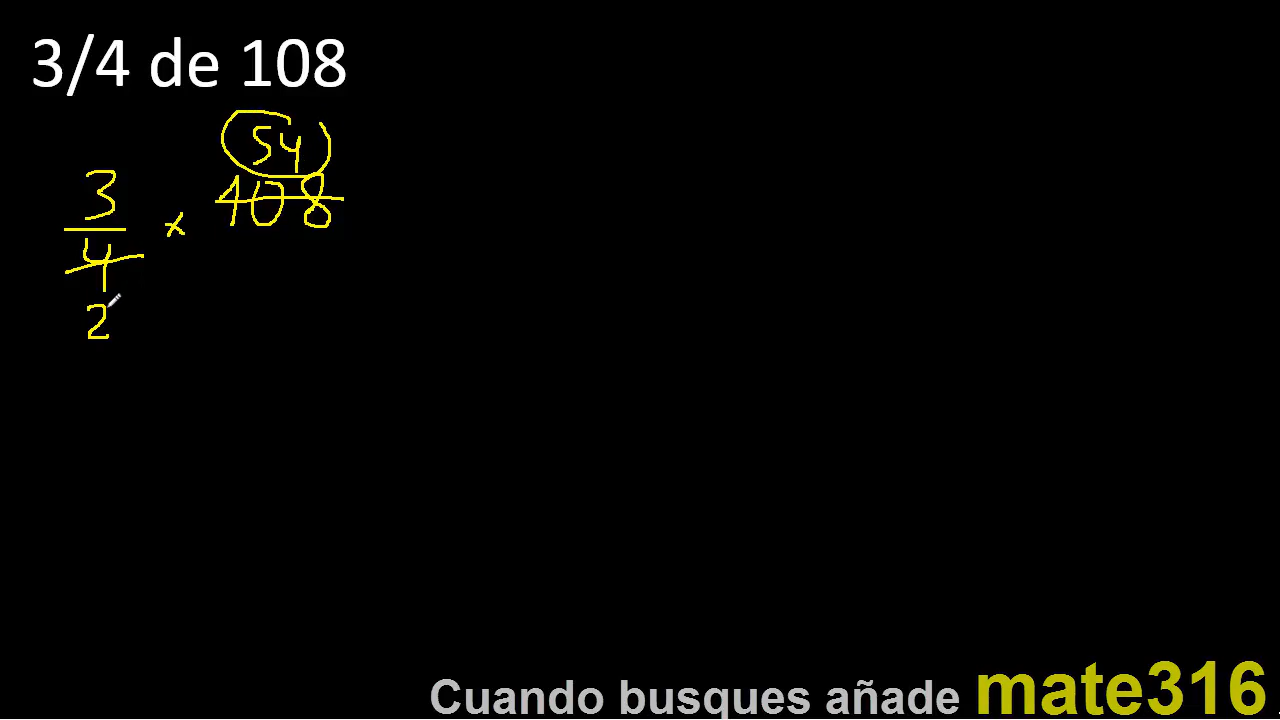 3/4 de 108
54
3 × 108
4
2
Cuando busques añade mate316